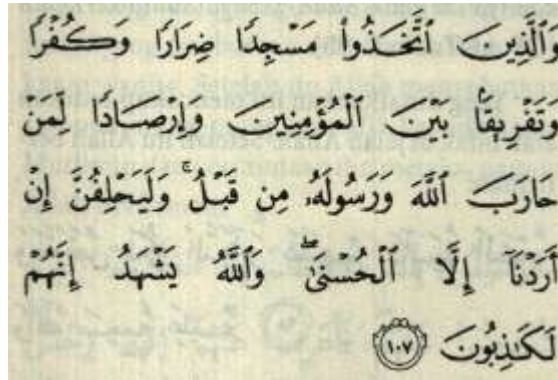 وَٱلَّذِينَ ٱتَّخَذُوا۟ مَسْجِدًا ضِرَارًا وَكُفْرًا
وَتَفْرِيقًۢا بَيْنَ ٱلْمُؤْمِنِينَ وَإِرْصَادًا لِّمَنْ
حَارَبَ ٱللَّهَ وَرَسُولَهُۥ مِن قَبْلُ ۚ وَلَيَحْلِفُنَّ إِنْ
أَرَدْنَآ إِلَّا ٱلْحُسْنَىٰ ۖ وَٱللَّهُ يَشْهَدُ إِنَّهُمْ
لَكَـٰذِبُونَ ١٠٧